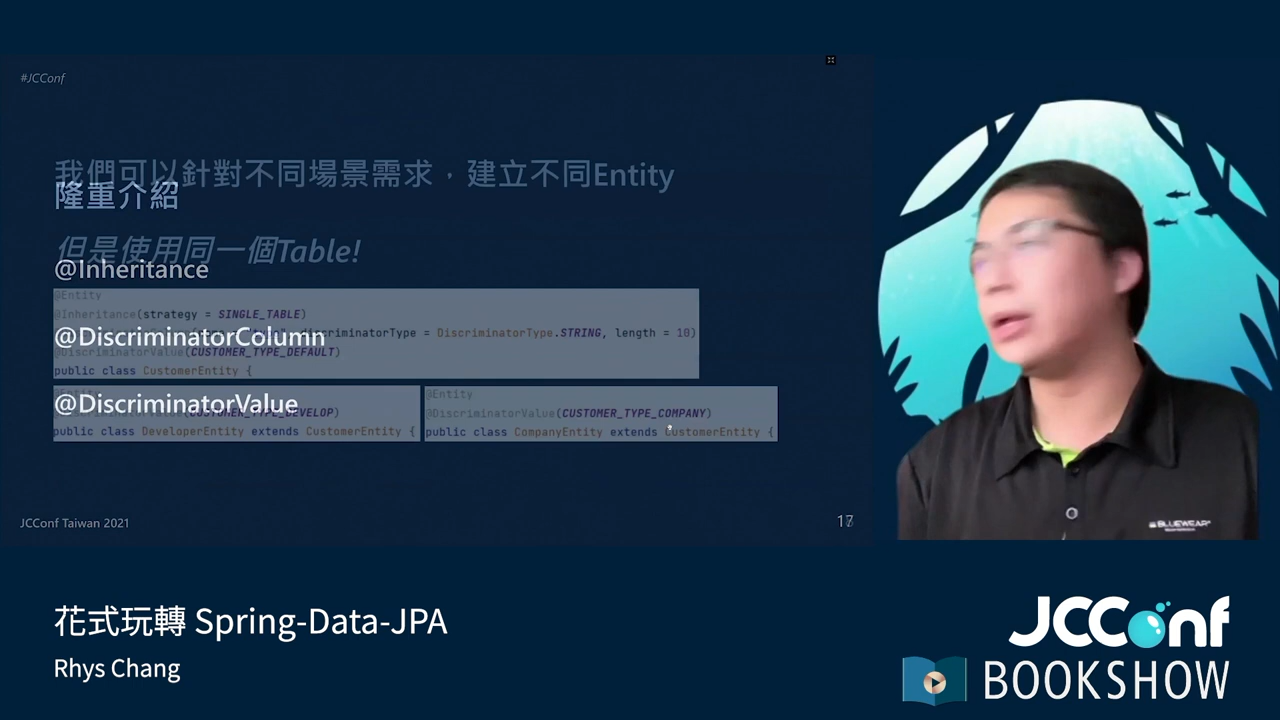 #JCConf
我們可以針對不同場景需求，建立不同Entity
隆重介紹
但是使用同一個Table!
@Inheritance
@Entity
@Inheritance(strategy = SINGLE_TABLE)
discriminatorType = DiscriminatorType.STRING, length = 10)
@DiscriminatorColumn
@DiscriminatorValue(CUSTOMER_TYPE_DEFAULT)
public class CustomerEntity {
@Entity
@DiscriminatorValue
CUSTOMER_TYPE_DEVELOP)
public class DeveloperEntity extends CustomerEntity {
@Entity
@DiscriminatorValue(CUSTOMER_TYPE_COMPANY)
public class CompanyEntity extends CustomerEntity {
JCConf Taiwan 2021
BLUEWEAR
花式玩轉 Spring-Data-JPA
Rhys Chang
JCConf
BOOKSHOW